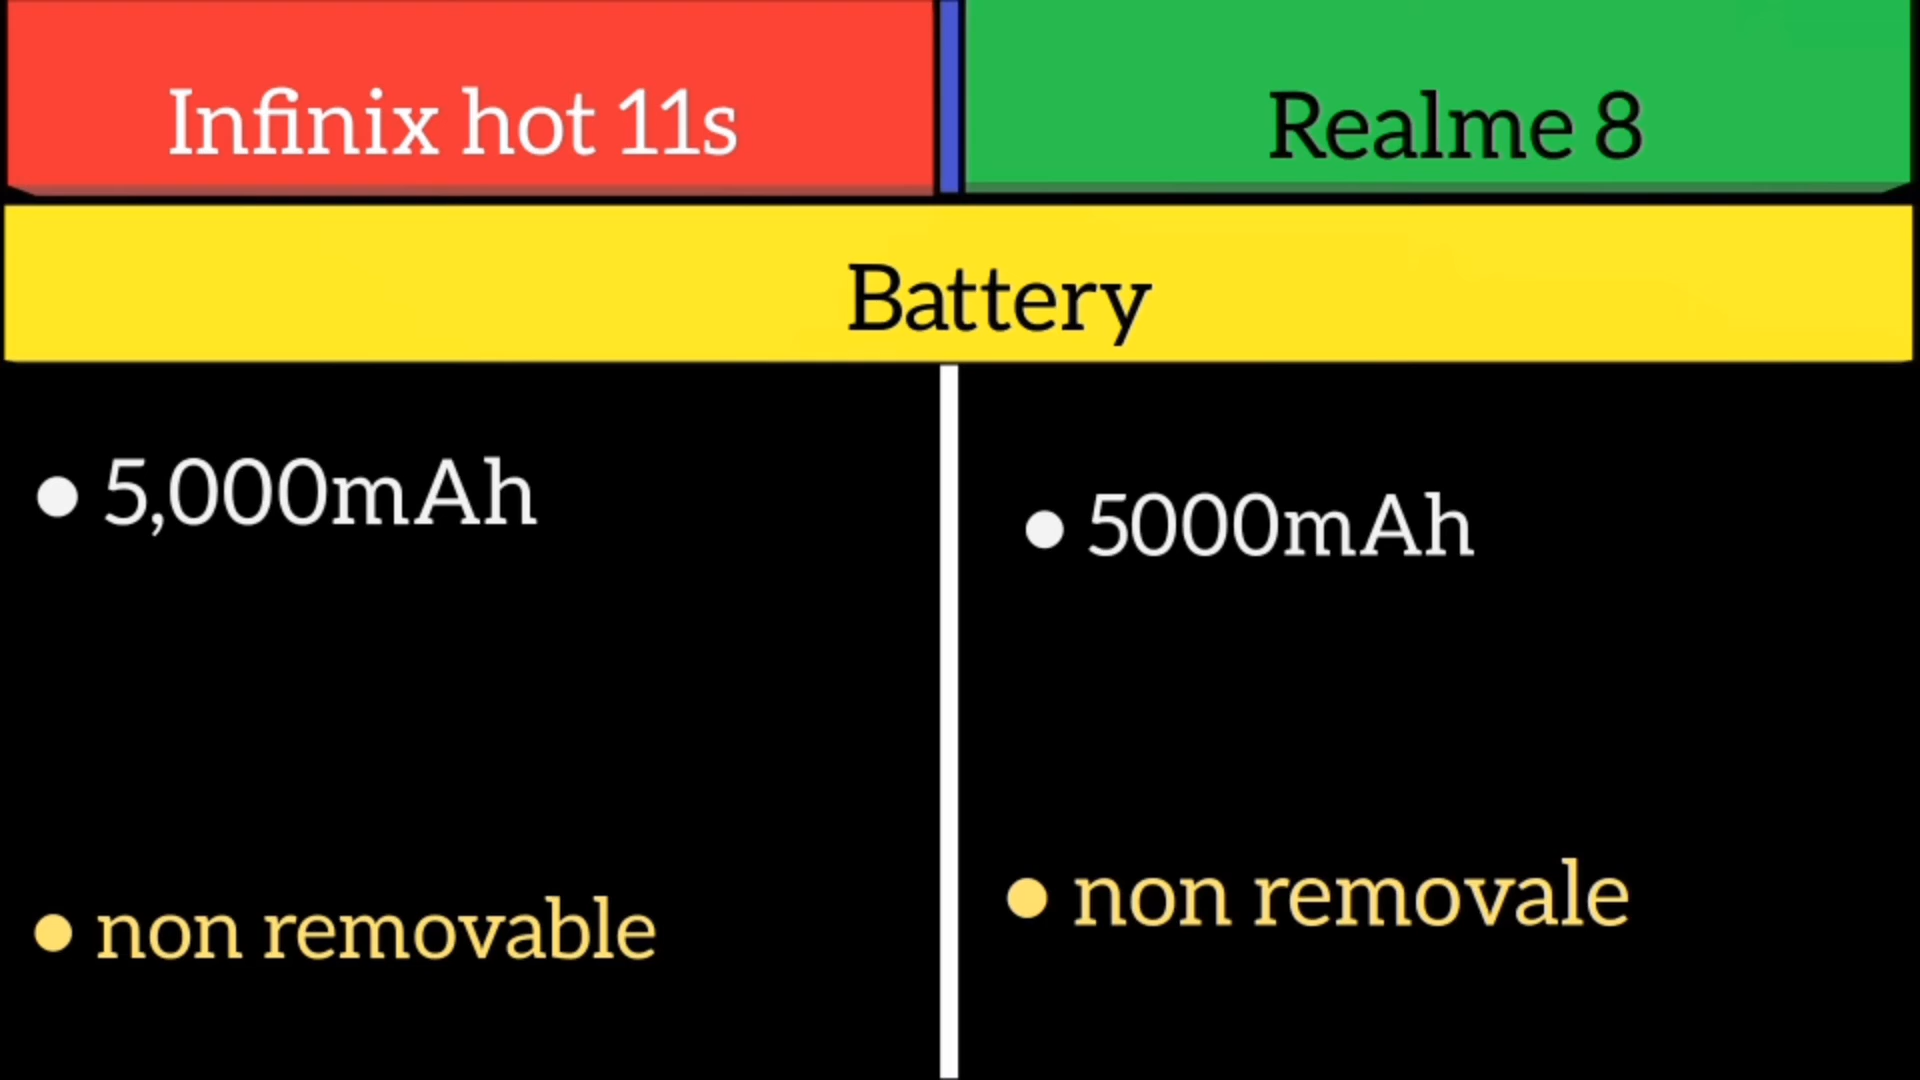 Infinix hot 11s
Realme 8
Battery
• 5,000mAh
• 5000mAh
• non removable
• non removale